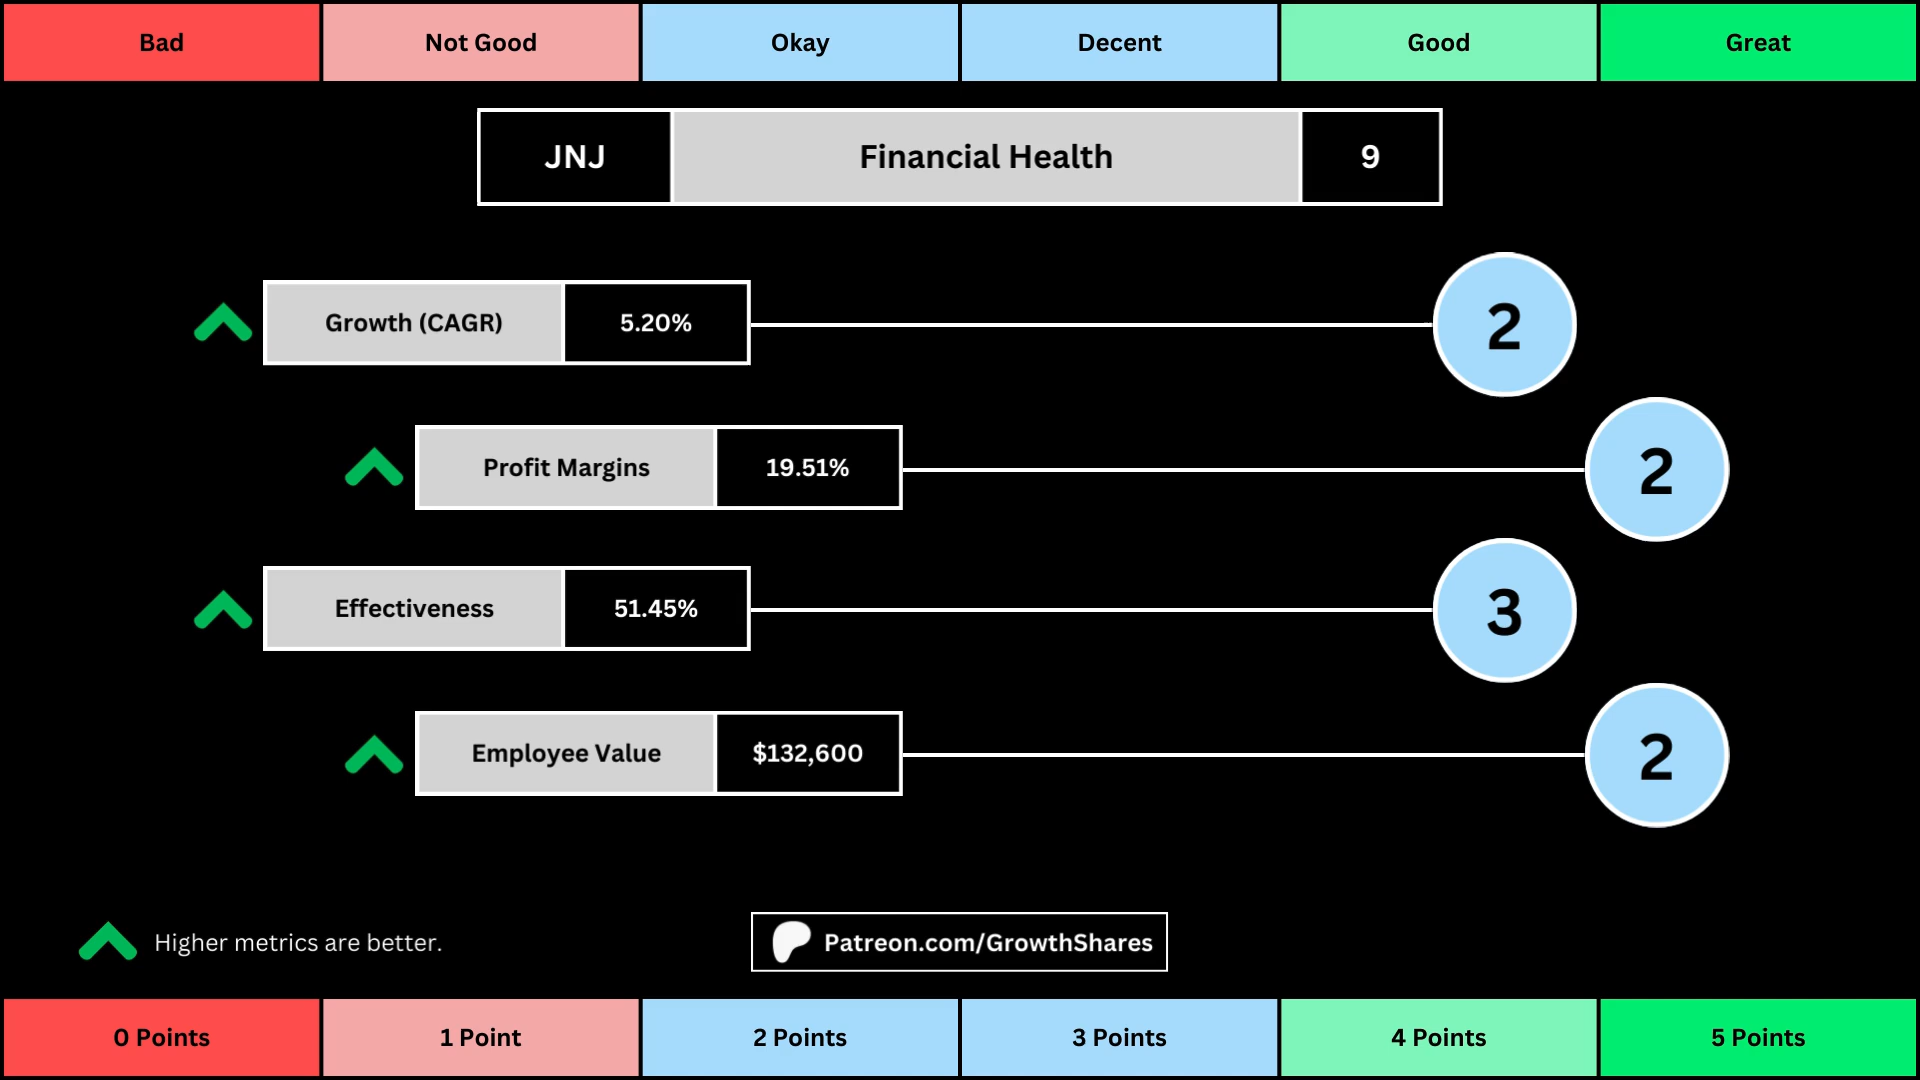 Bad Not Good Okay Decent Good Great
JNJ Financial Health 9
Growth (CAGR) 5.20% 2
Profit Margins 19.51% 2
Effectiveness 51.45% 3
Employee Value $132,600 2
Higher metrics are better.
Patreon.com/GrowthShares
0 Points 1 Point 2 Points 3 Points 4 Points 5 Points